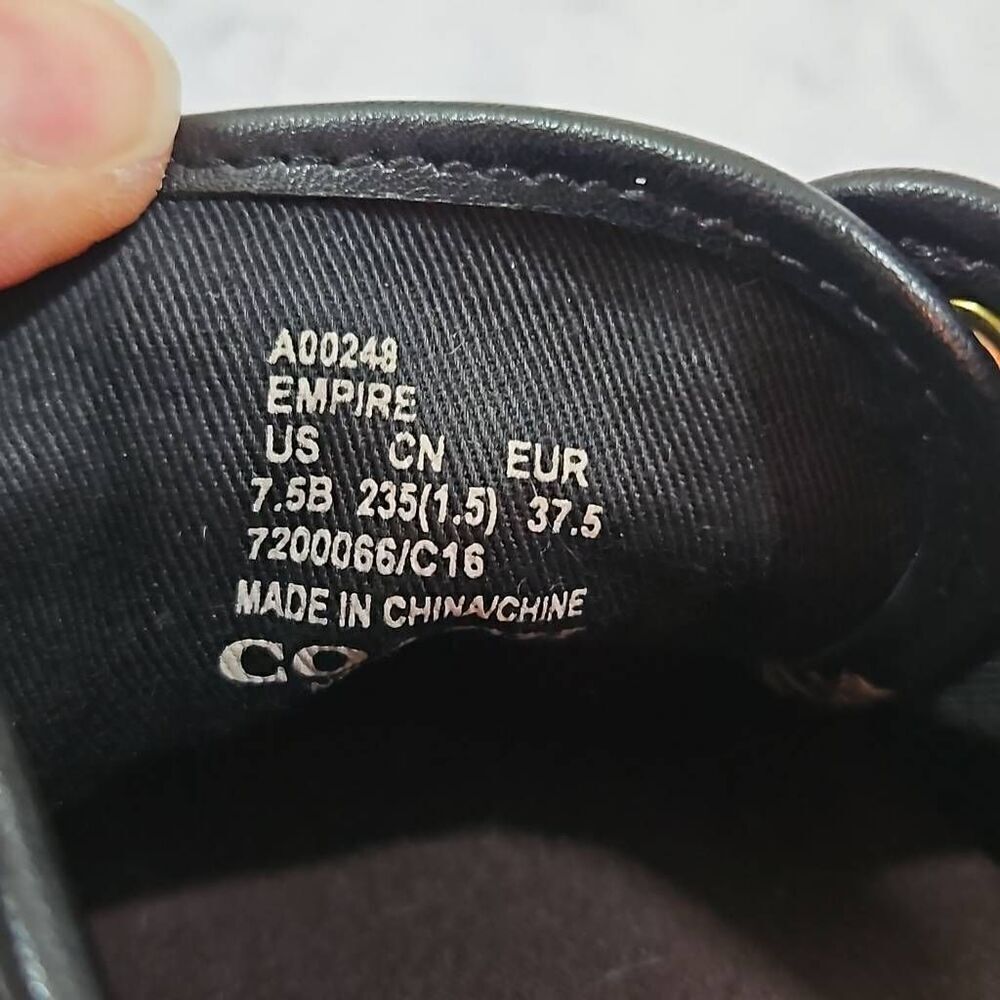 A00248
EMPIRE
US CN EUR
7.5B 235(1.5) 37.5
7200066/C16
MADE IN CHINA/CHINE